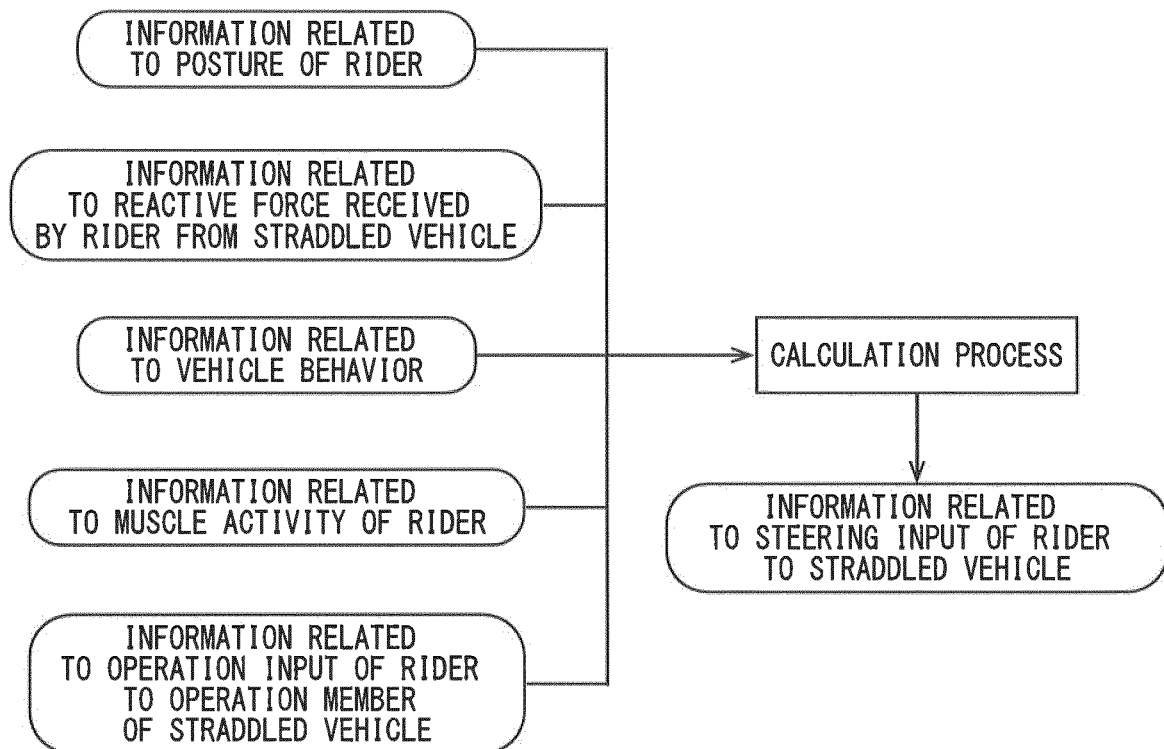 INFORMATION RELATED
TO POSTURE OF RIDER
INFORMATION RELATED
TO REACTIVE FORCE RECEIVED
BY RIDER FROM STRADDLED VEHICLE
INFORMATION RELATED
TO VEHICLE BEHAVIOR
INFORMATION RELATED
TO MUSCLE ACTIVITY OF RIDER
INFORMATION RELATED
TO OPERATION INPUT OF RIDER
TO OPERATION MEMBER
OF STRADDLED VEHICLE
CALCULATION PROCESS
INFORMATION RELATED
TO STEERING INPUT OF RIDER
TO STRADDLED VEHICLE